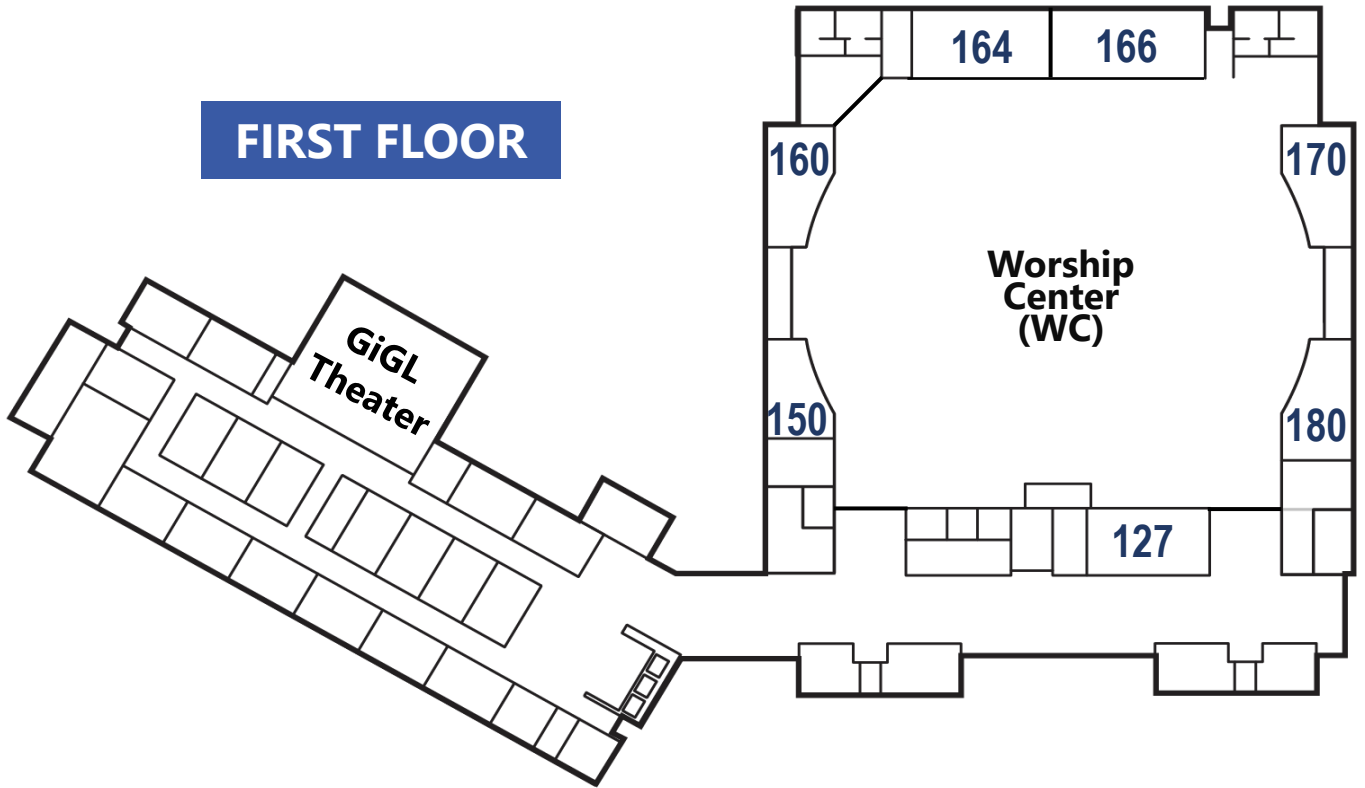 164
166
FIRST FLOOR
160
170
Worship
Center
(WC)
GiGL
Theater
150
180
127